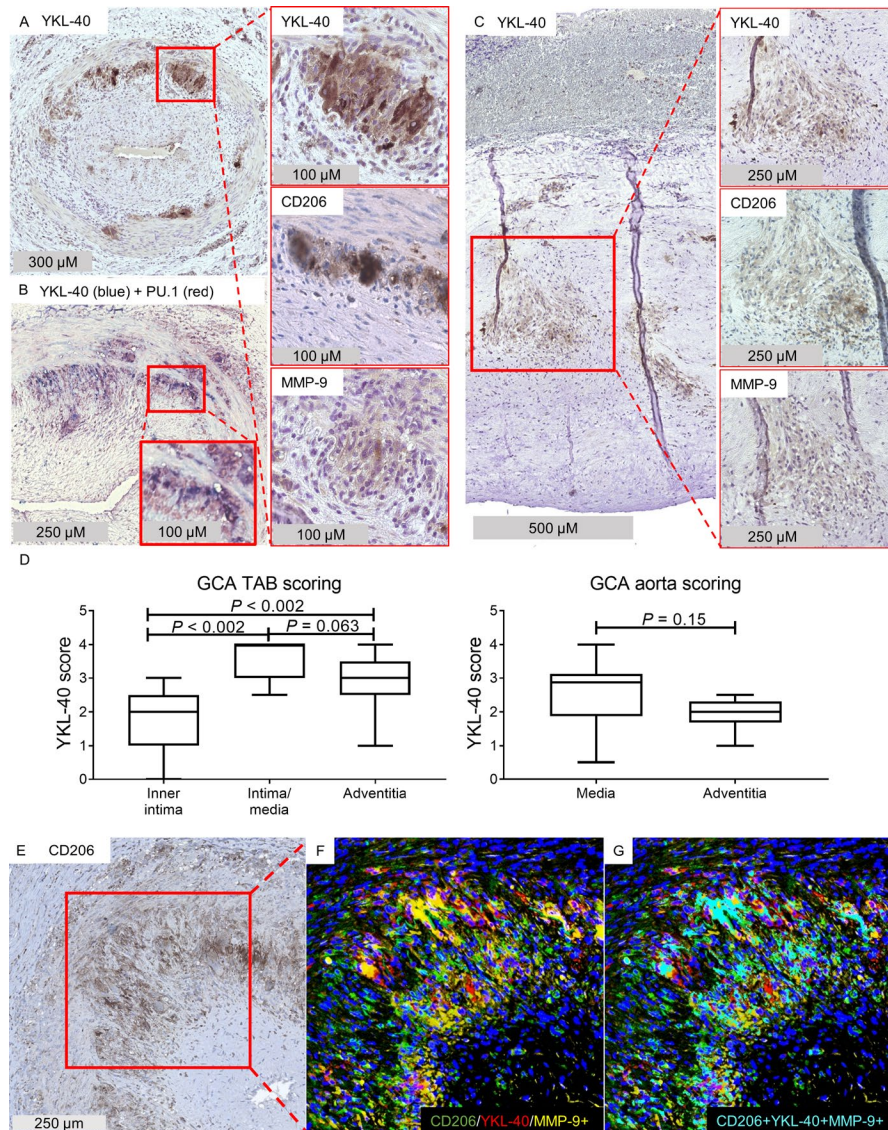 A YKL-40
300 µM
YKL-40
100 µM
CD206
100 µM
MMP-9
100 µM
B YKL-40 (blue) + PU.1 (red)
250 µM
100 µM
C YKL-40
500 µM
YKL-40
250 µM
CD206
250 µM
MMP-9
250 µM
D
GCA TAB scoring
P < 0.002
P < 0.002
P = 0.063
YKL-40 score
5
4
3
2
1
0
Inner
intima
Intima/
media
Adventitia
GCA aorta scoring
P = 0.15
YKL-40 score
5
4
3
2
1
0
Media
Adventitia
E CD206
250 µm
F
CD206/YKL-40/MMP-9+
G
CD206+YKL-40+MMP-9+